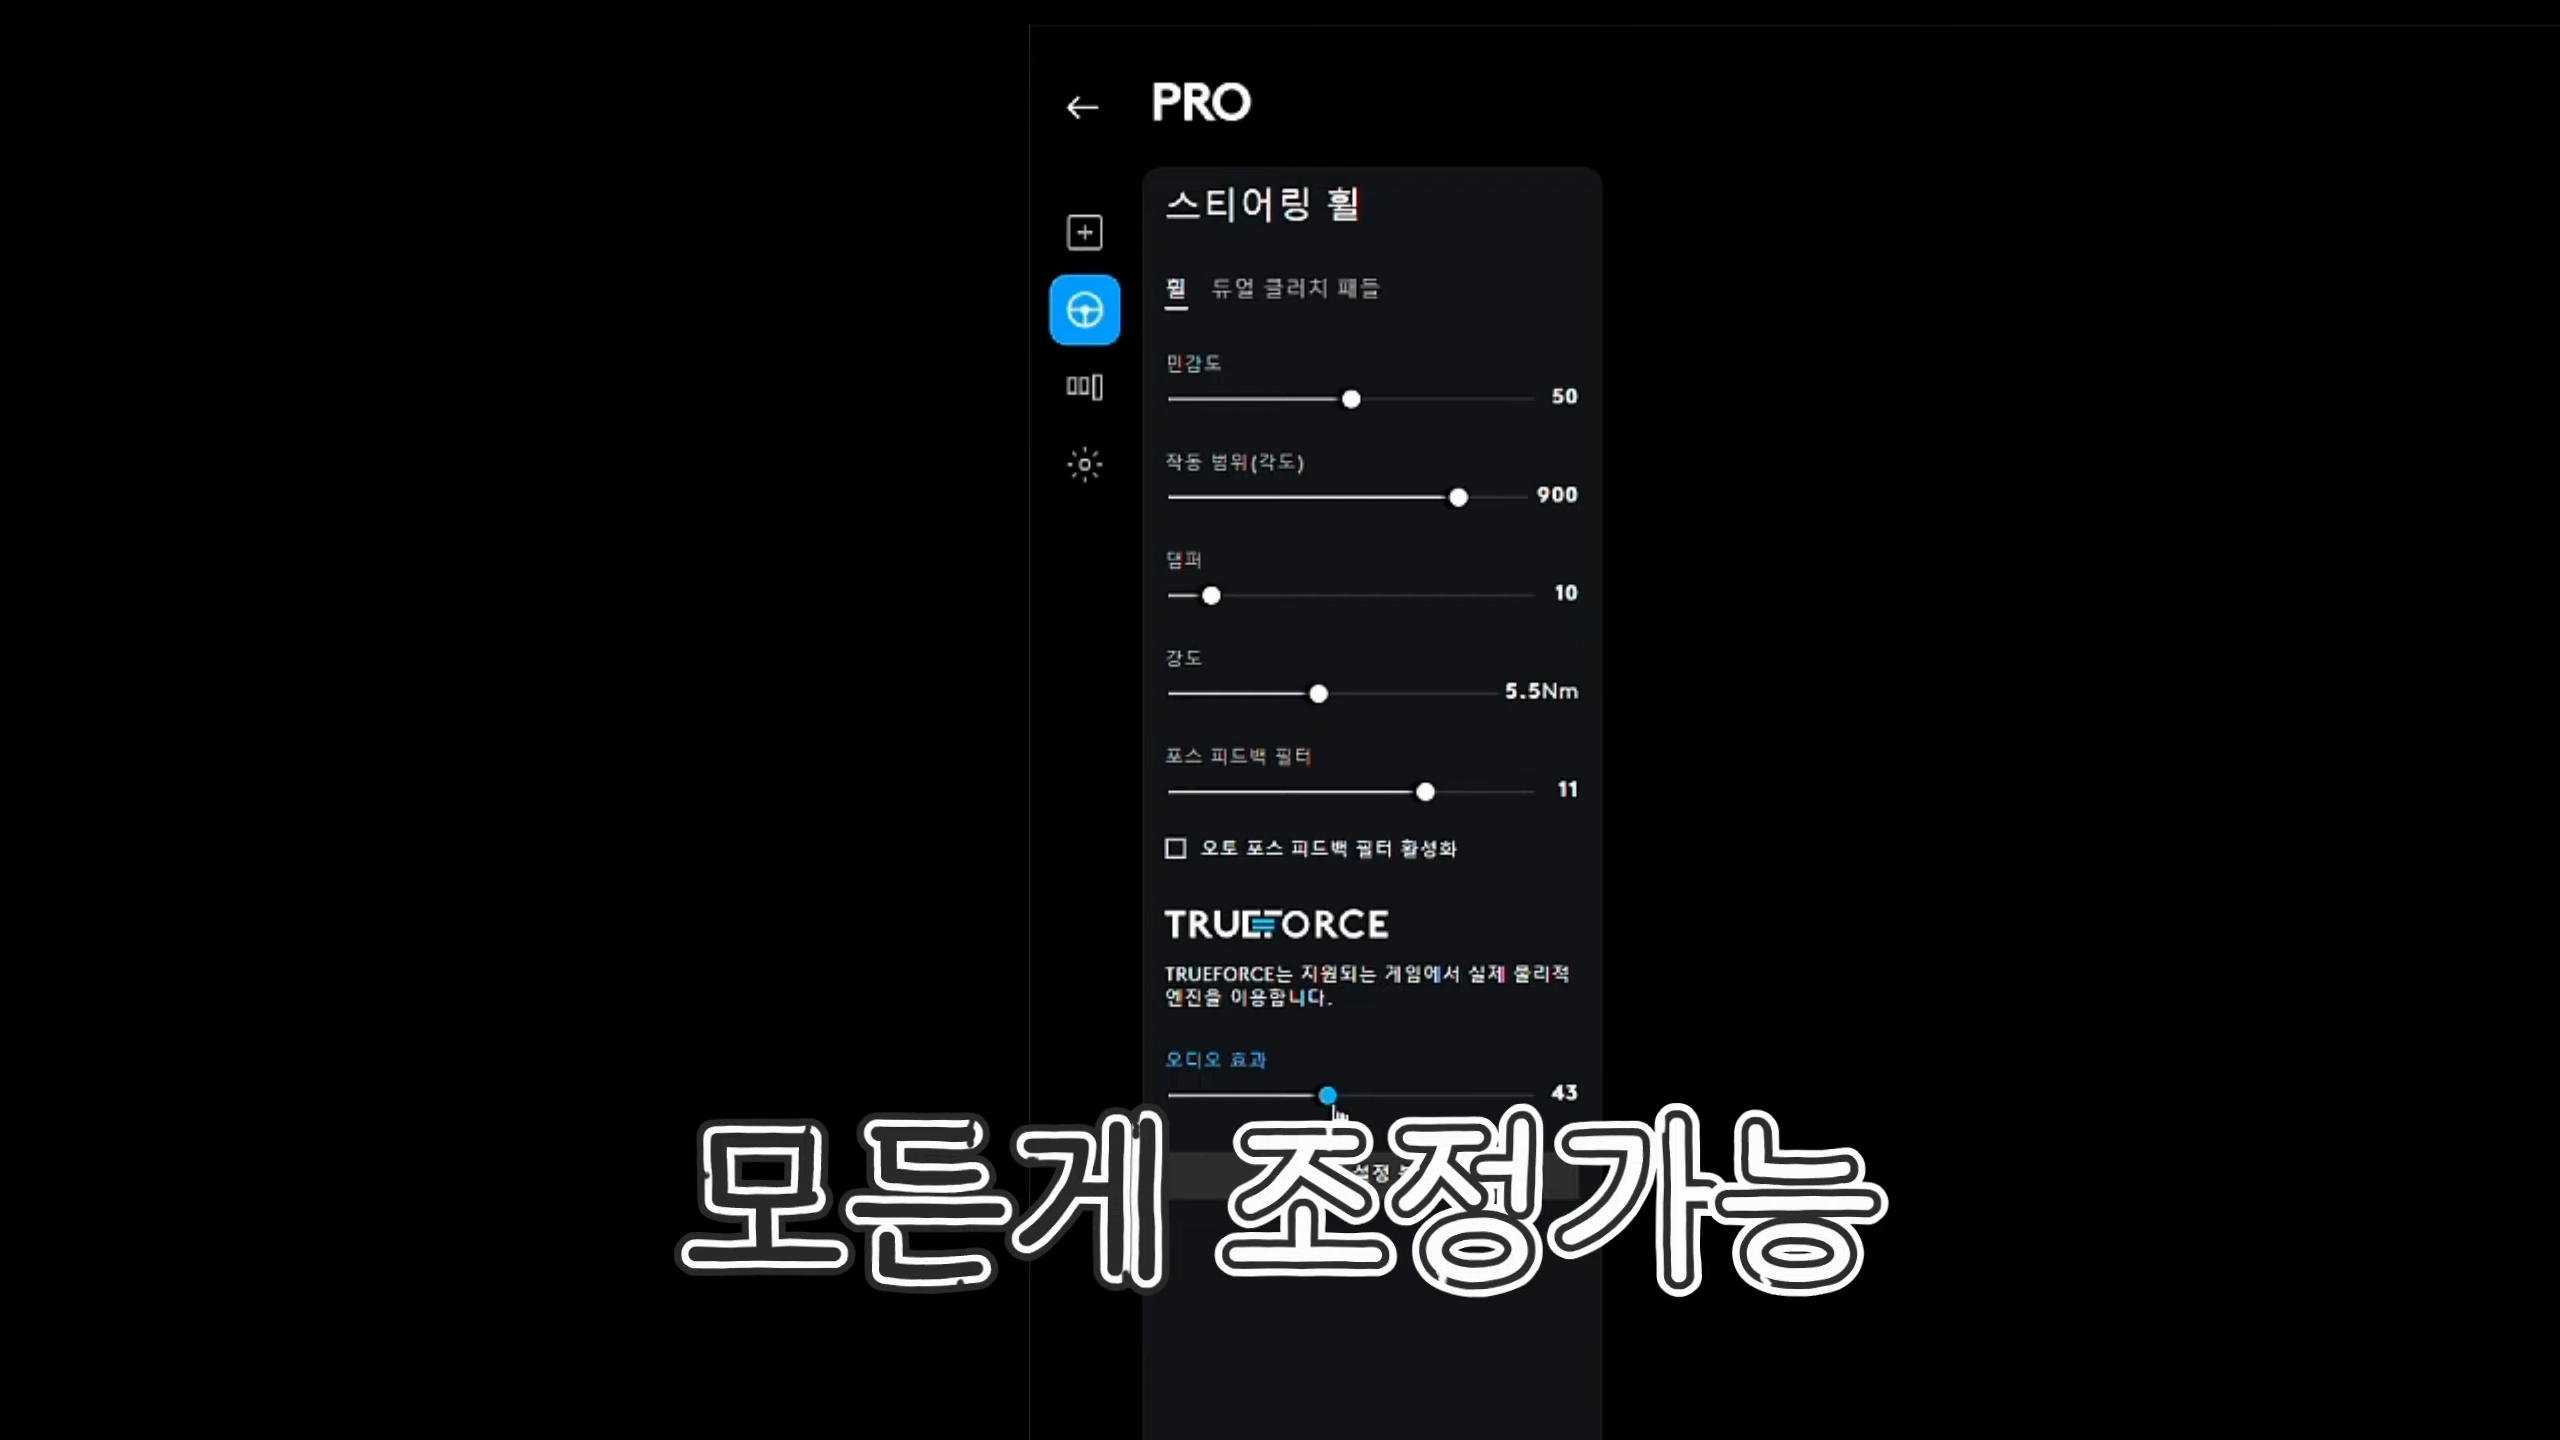 PRO
스티어링 휠
휠 듀얼 클러치 패들
민감도
50
작동 범위(각도)
900
댐퍼
10
강도
5.5Nm
포스 피드백 필터
11
오토 포스 피드백 필터 활성화
TRUEFORCE
TRUEFORCE는 지원되는 게임에서 실제 물리적
엔진을 이용합니다.
오디오 효과
43
설정
모든게 조정가능